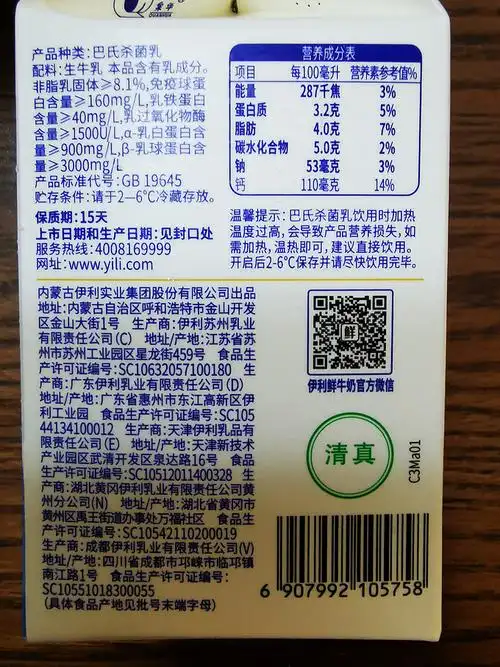 全华
QUANHUA
产品种类:巴氏杀菌乳
配料:生牛乳 本品含有乳成分。
非脂乳固体≥8.1%,免疫球蛋
白含量≥160mg/L,乳铁蛋白
含量≥40mg/L,乳过氧化物酶
含量≥1500U/L,α-乳白蛋白含
量≥900mg/L,β-乳球蛋白含
量≥3000mg/L
产品标准代号:GB 19645
贮存条件:请于2—6℃冷藏存放。
保质期:15天
上市日期和生产日期:见封口处
服务热线:4008169999
网址:www.yili.com
营养成分表
项目 每100毫升 营养素参考值%
能量 287千焦 3%
蛋白质 3.2克 5%
脂肪 4.0克 7%
碳水化合物 5.0克 2%
钠 53毫克 3%
钙 110毫克 14%
温馨提示:巴氏杀菌乳饮用时加热
温度过高,会导致产品营养损失,如
需加热,温热即可,建议直接饮用。
开启后2-6℃保存并请尽快饮用完毕。
内蒙古伊利实业集团股份有限公司出品
地址:内蒙古自治区呼和浩特市金山开发
区金山大街1号 生产商:伊利苏州乳业
有限责任公司(C) 地址/产地:江苏省苏
州市苏州工业园区星龙街459号 食品生
产许可证编号:SC10632057100180 生
产商:广东伊利乳业有限责任公司(D)
地址/产地:广东省惠州市东江高新区伊
利工业园 食品生产许可证编号:SC105
44134100012 生产商:天津伊利乳品有
限责任公司(E) 地址/产地:天津新技术
产业园区武清开发区泉达路16号 食品
生产许可证编号:SC10512011400328 生
产商:湖北黄冈伊利乳业有限责任公司黄
州分公司(N) 地址/产地:湖北省黄冈市
黄州区禹王街道办事处万福社区 食品生
产许可证编号:SC10542110200019
生产商:成都伊利乳业有限责任公司(V)
地址/产地:四川省成都市邛崃市临邛镇
南江路1号 食品生产许可证编号:
SC10551018300055
(具体食品产地见批号末端字母)
鲜
伊利鲜牛奶官方微信
清真
C3Ma01
6 907992 105758